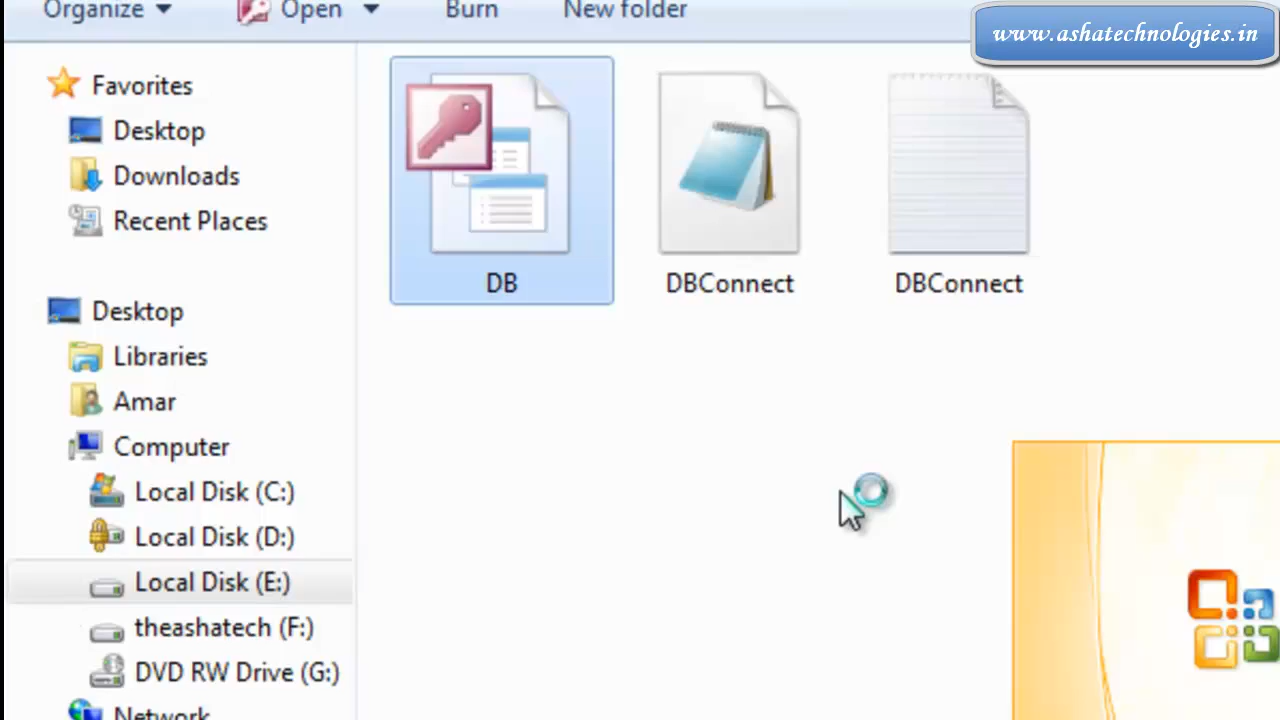 Organize Open Burn New folder
www.ashatechnologies.in
Favorites
Desktop
Downloads
Recent Places
Desktop
Libraries
Amar
Computer
Local Disk (C:)
Local Disk (D:)
Local Disk (E:)
theashatech (F:)
DVD RW Drive (G:)
Network
DB DBConnect DBConnect